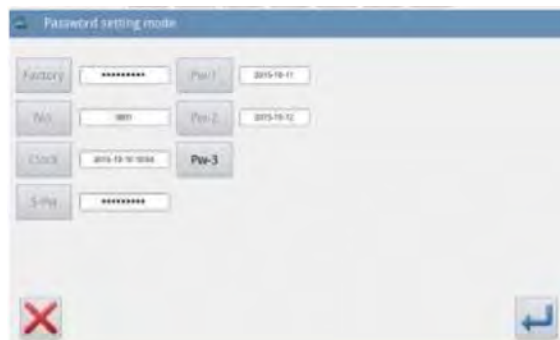 Password setting mode
Factory ********* Pw-1 2015-10-11
No. 0001 Pw-2 2015-10-12
Clock Pw-3
S-Pw *********